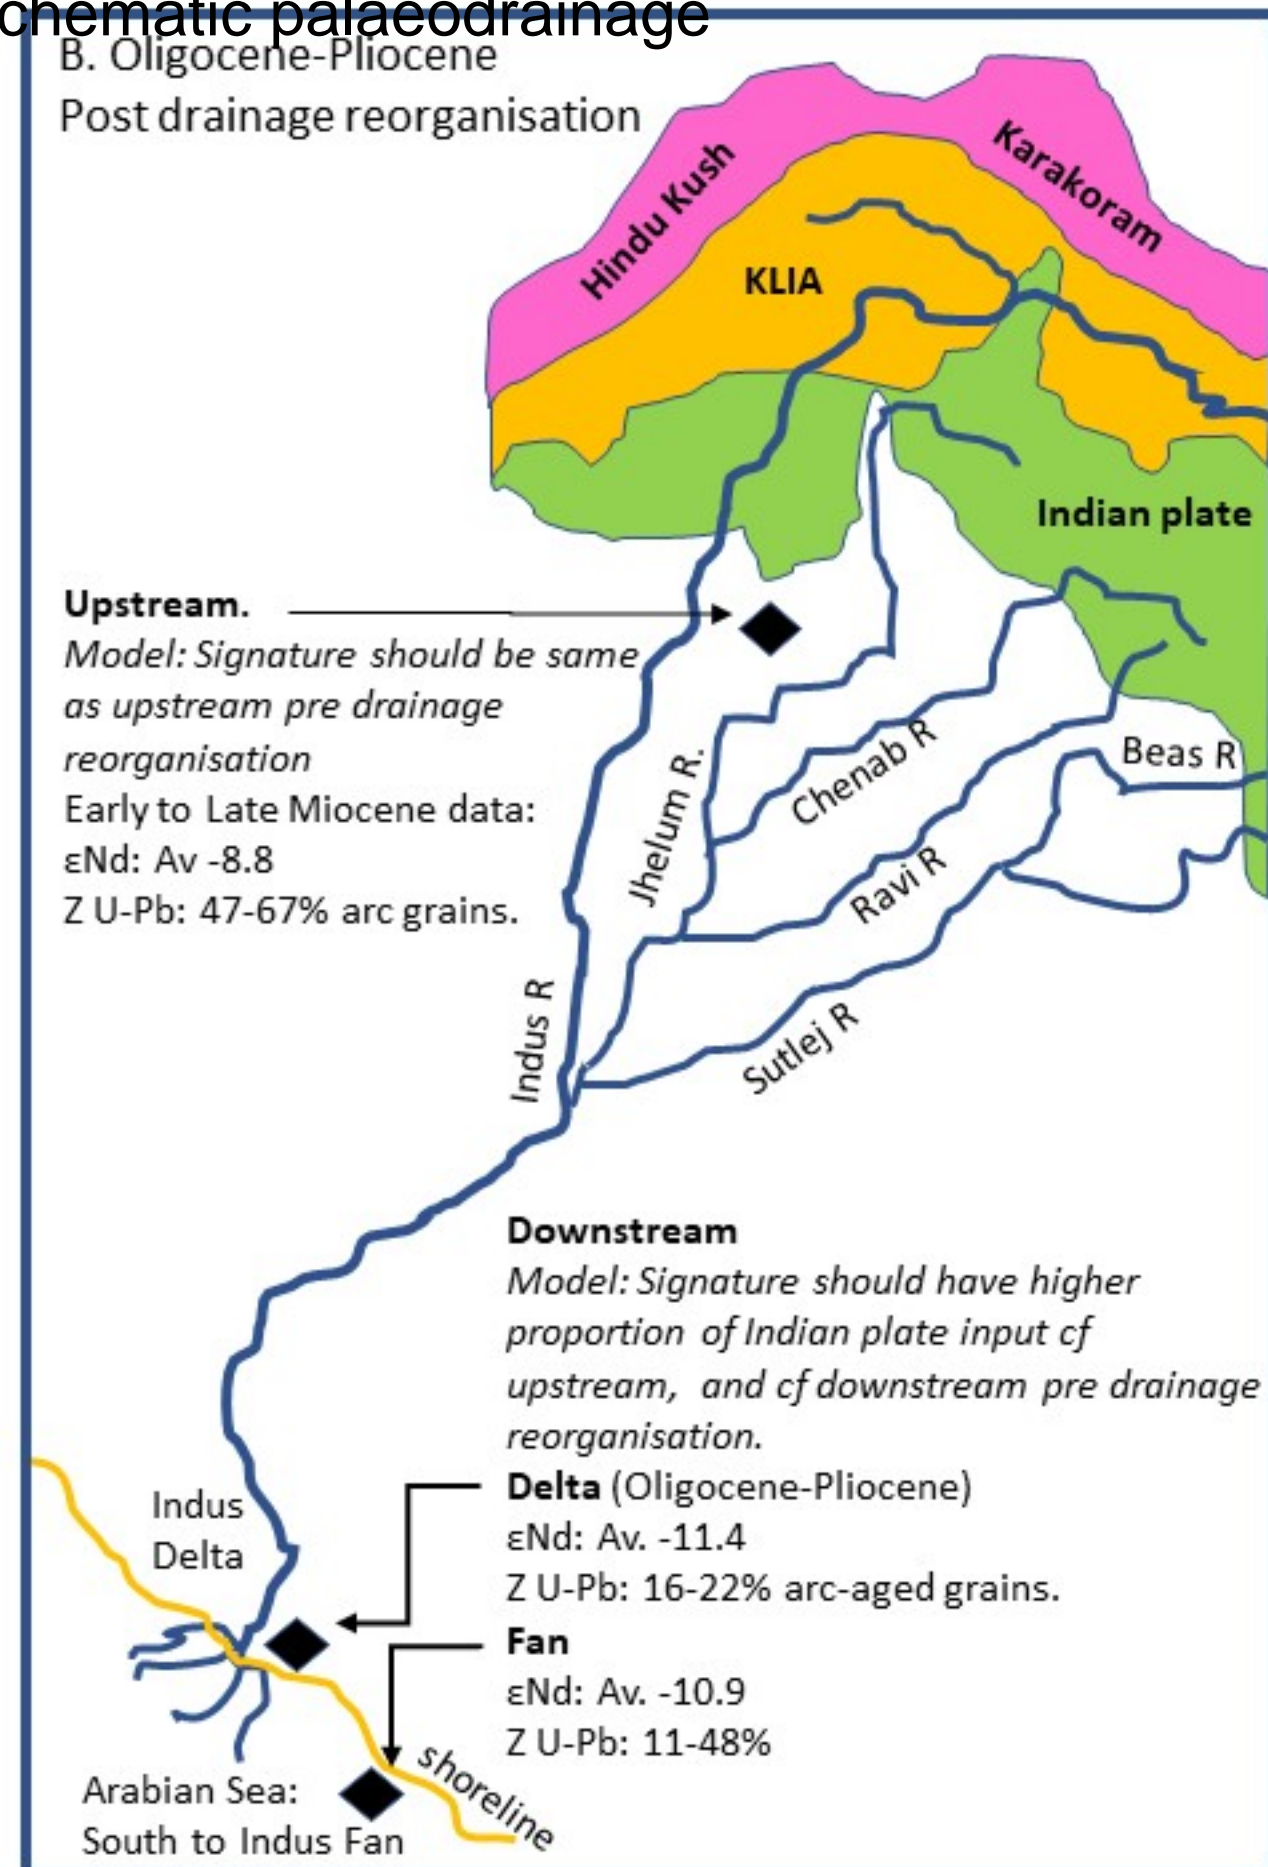 chematic palaeodrainage
B. Oligocene-Pliocene
Post drainage reorganisation
Hindu Kush
Karakoram
KLIA
Indian plate
Upstream.
Model: Signature should be same
as upstream pre drainage
reorganisation
Early to Late Miocene data:
εNd: Av -8.8
Z U-Pb: 47-67% arc grains.
Jhelum R.
Chenab R
Beas R
Ravi R
Indus R
Sutlej R
Downstream
Model: Signature should have higher
proportion of Indian plate input cf
upstream, and cf downstream pre drainage
reorganisation.
Delta (Oligocene-Pliocene)
εNd: Av. -11.4
Z U-Pb: 16-22% arc-aged grains.
Fan
εNd: Av. -10.9
Z U-Pb: 11-48%
Indus
Delta
shoreline
Arabian Sea:
South to Indus Fan